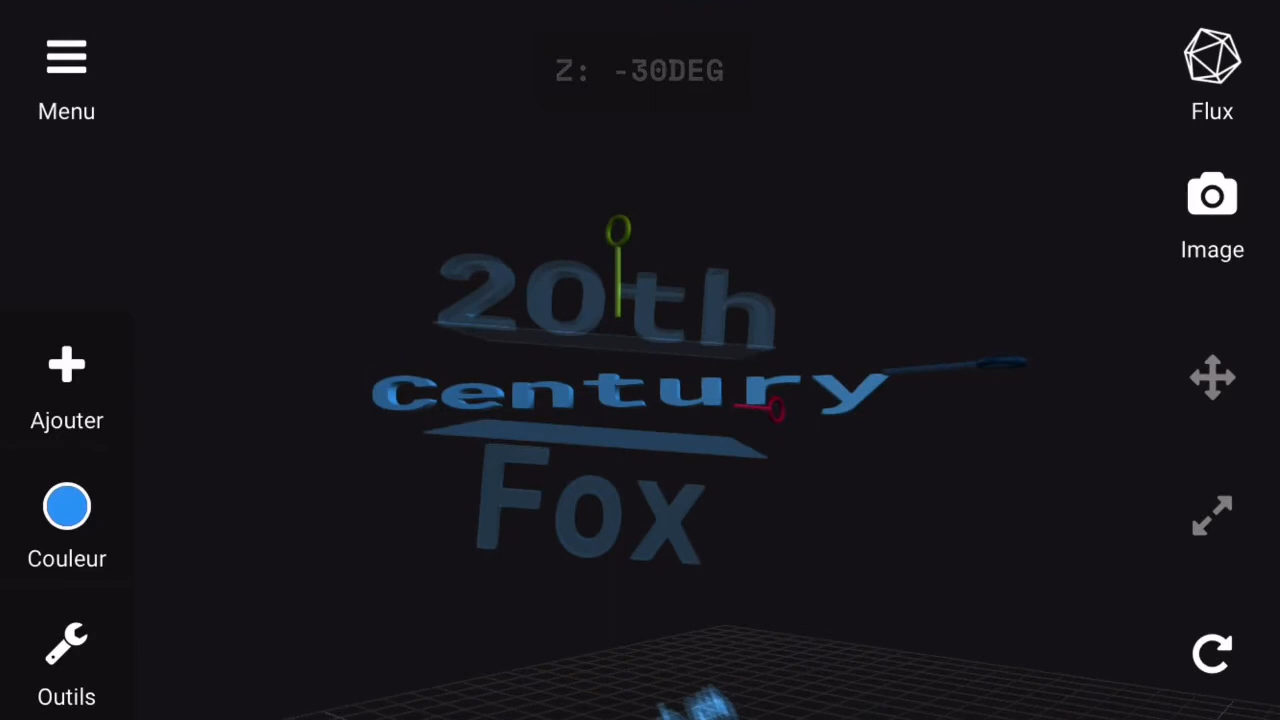 Menu
Z: -30DEG
Flux
Image
20th
Century
Fox
Ajouter
Couleur
Outils